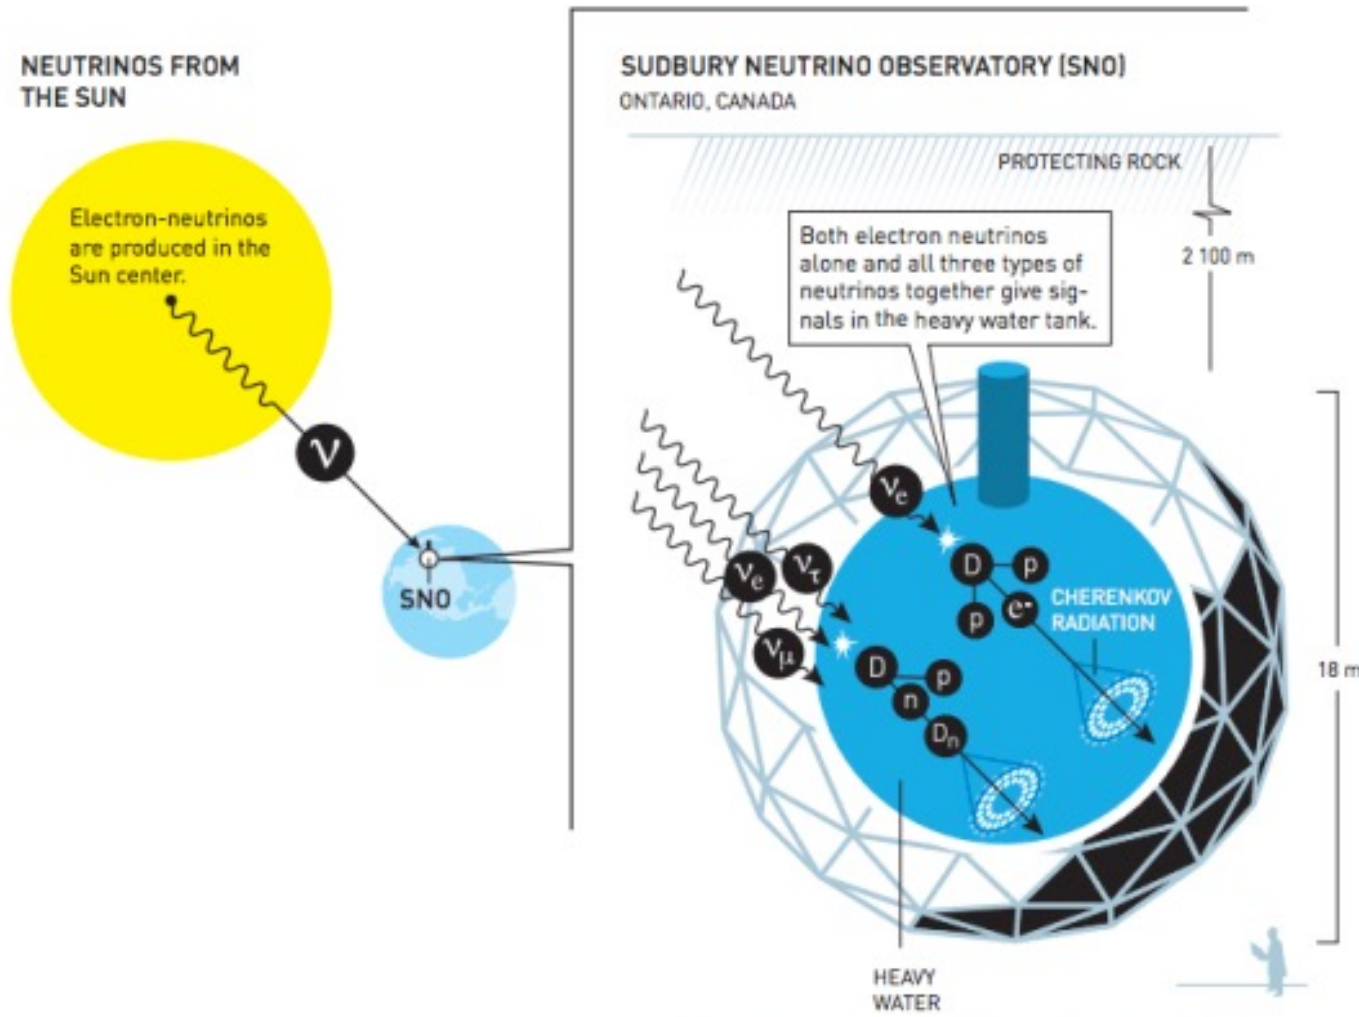 NEUTRINOS FROM
THE SUN
Electron-neutrinos
are produced in the
Sun center.
ν
SNO
SUDBURY NEUTRINO OBSERVATORY (SNO)
ONTARIO, CANADA
PROTECTING ROCK
2 100 m
Both electron neutrinos
alone and all three types of
neutrinos together give sig-
nals in the heavy water tank.
νe
D
p
p
e-
CHERENKOV
RADIATION
νe
ντ
νμ
D
p
n
Dn
18 m
HEAVY
WATER